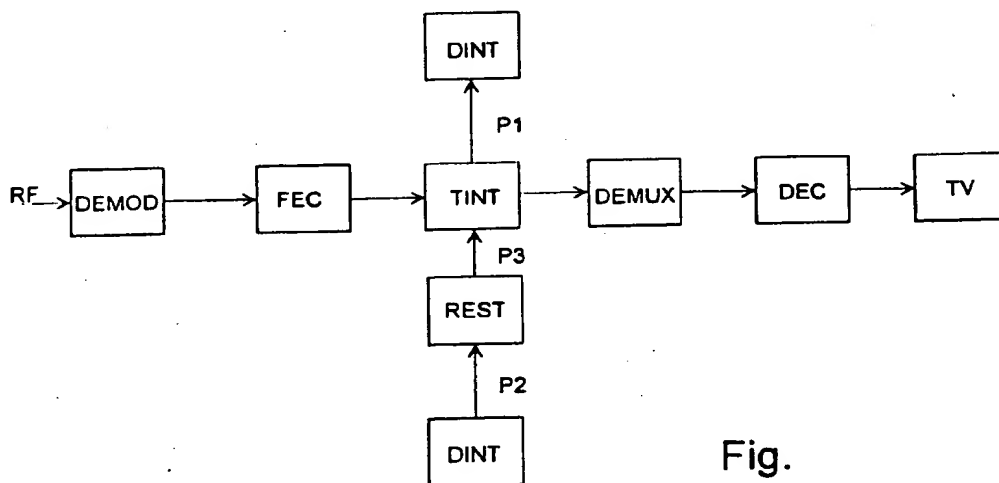 DINT
P1
RF
DEMOD
FEC
TINT
DEMUX
DEC
TV
P3
REST
P2
DINT
Fig.